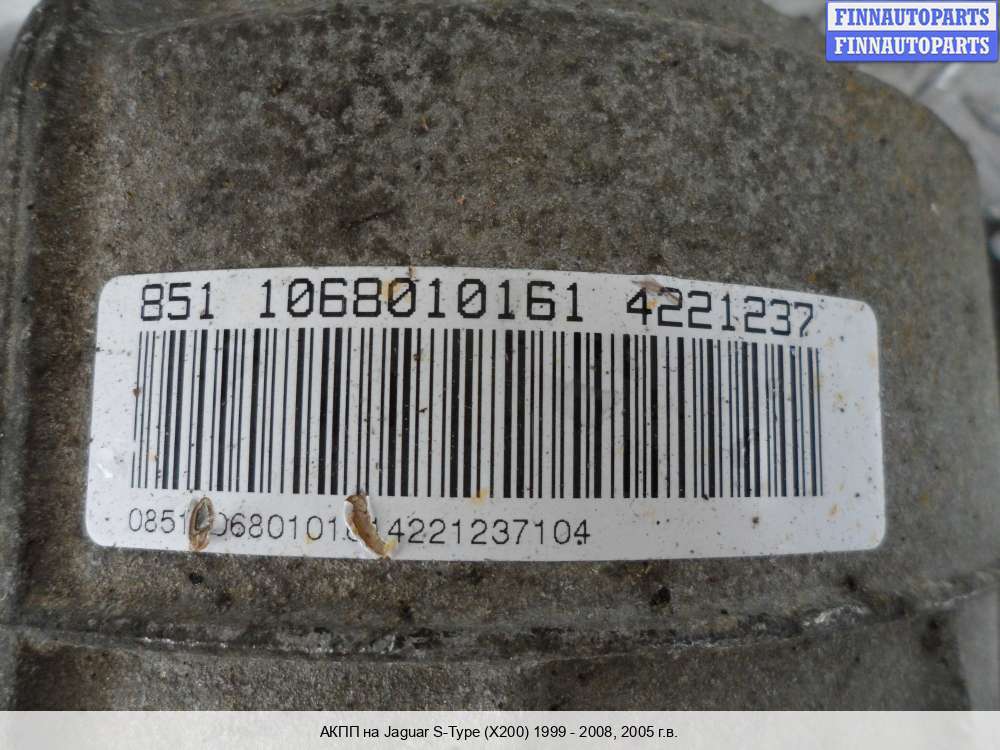 FINNAUTOPARTS
FINNAUTOPARTS
851 1068010161 4221237
АКПП на Jaguar S-Type (X200) 1999 - 2008, 2005 г.в.